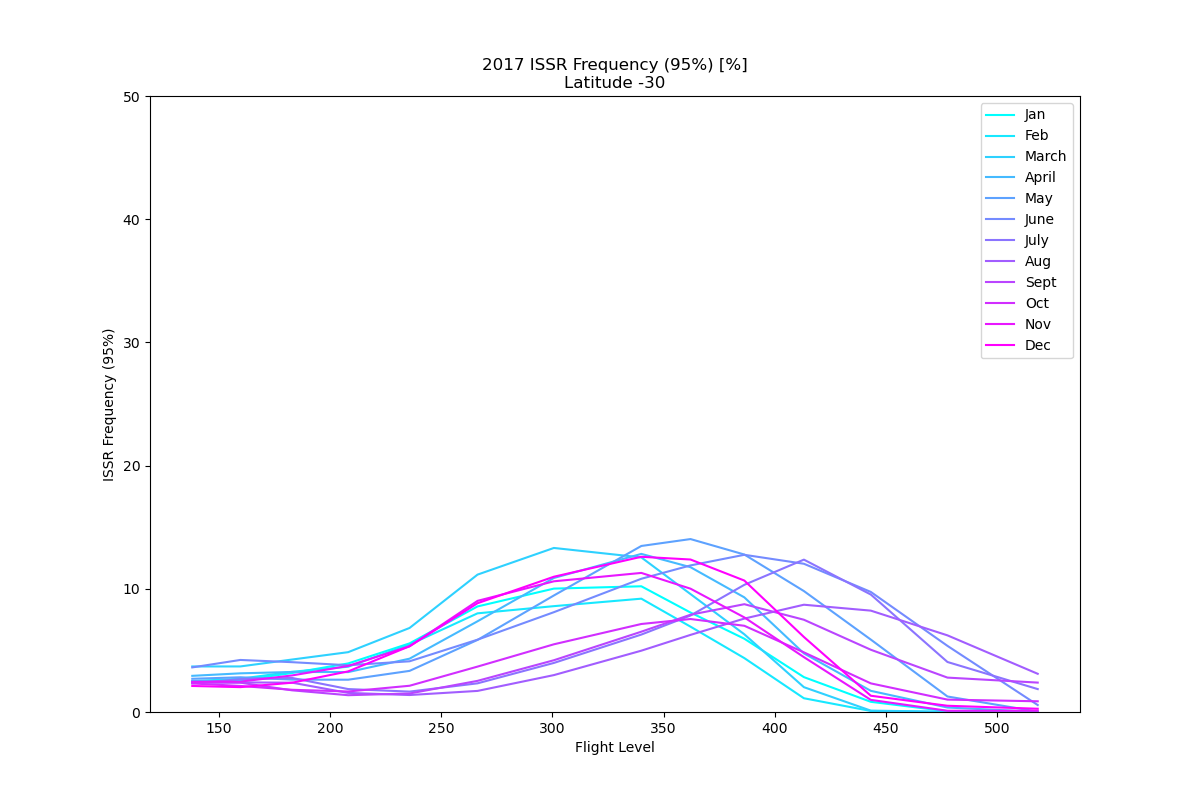 2017 ISSR Frequency (95%) [%]
Latitude -30
50
40
30
20
10
0
ISSR Frequency (95%)
Jan
Feb
March
April
May
June
July
Aug
Sept
Oct
Nov
Dec
150 200 250 300 350 400 450 500
Flight Level